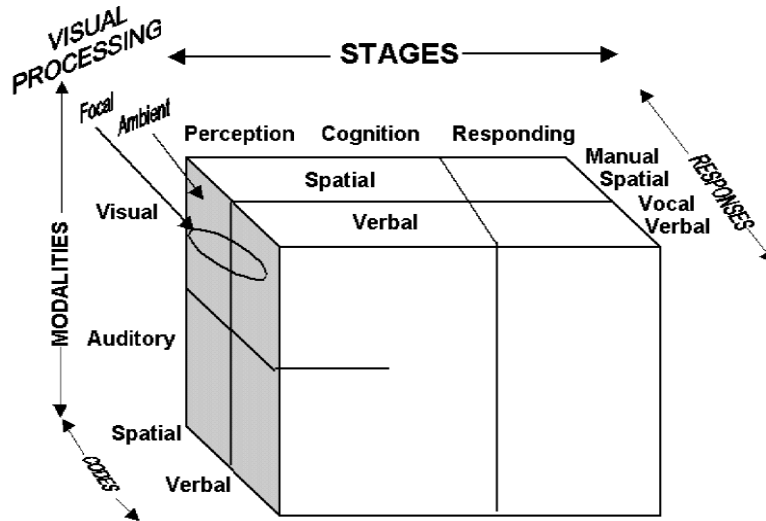 VISUAL
PROCESSING
STAGES
Focal
Ambient
Perception Cognition Responding
Spatial
Manual
Spatial
Visual
Verbal
Vocal
Verbal
RESPONSES
MODALITIES
Auditory
Spatial
Verbal
CODES